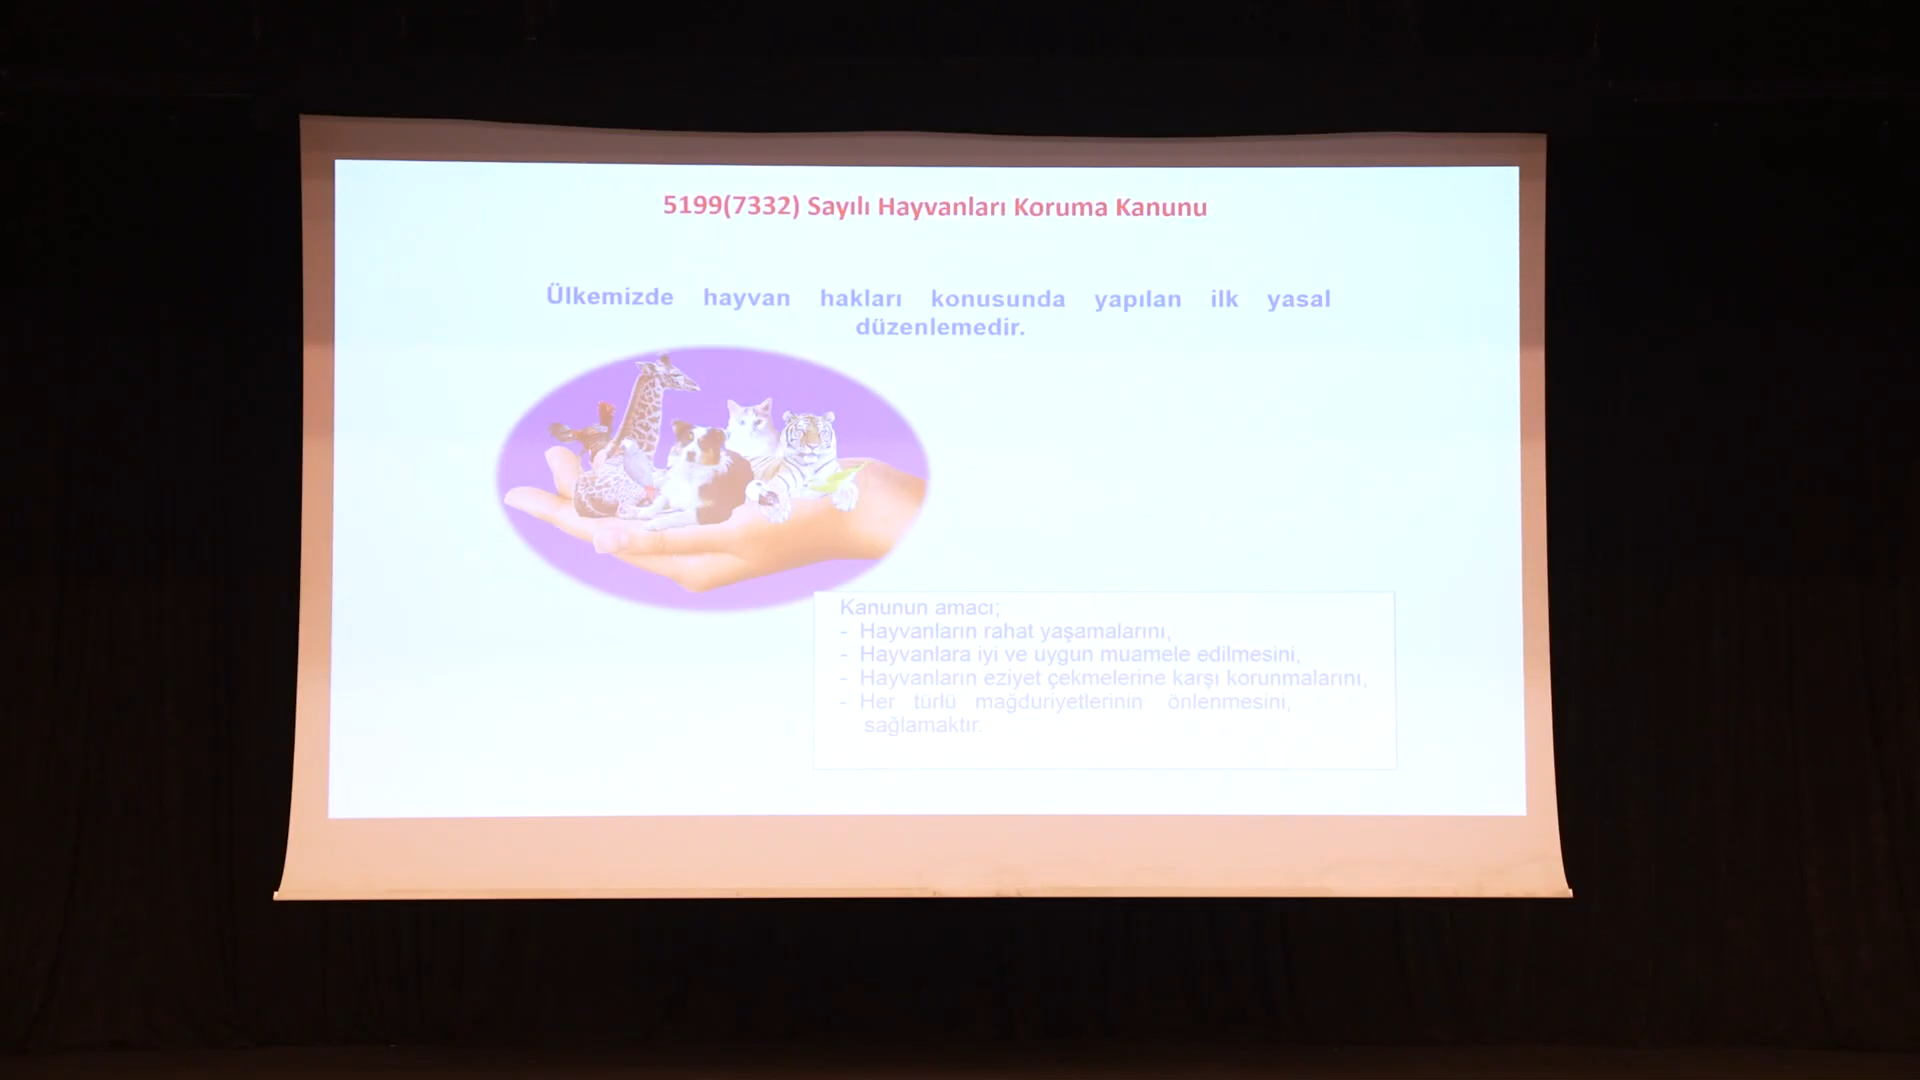 5199(7332) Sayılı Hayvanları Koruma Kanunu
Ülkemizde hayvan hakları konusunda yapılan ilk yasal
düzenlemedir.
Kanunun amacı;
- Hayvanların rahat yaşamalarını,
- Hayvanlara iyi ve uygun muamele edilmesini,
- Hayvanların eziyet çekmelerine karşı korunmalarını,
- Her türlü mağduriyetlerinin önlenmesini,
sağlamaktır.